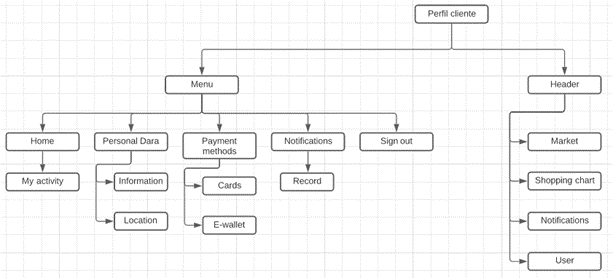 Perfil cliente
Menu
Header
Home
Personal Dara
Payment
methods
Notifications
Sign out
Market
My activity
Information
Cards
Record
Shopping chart
Location
E-wallet
Notifications
User